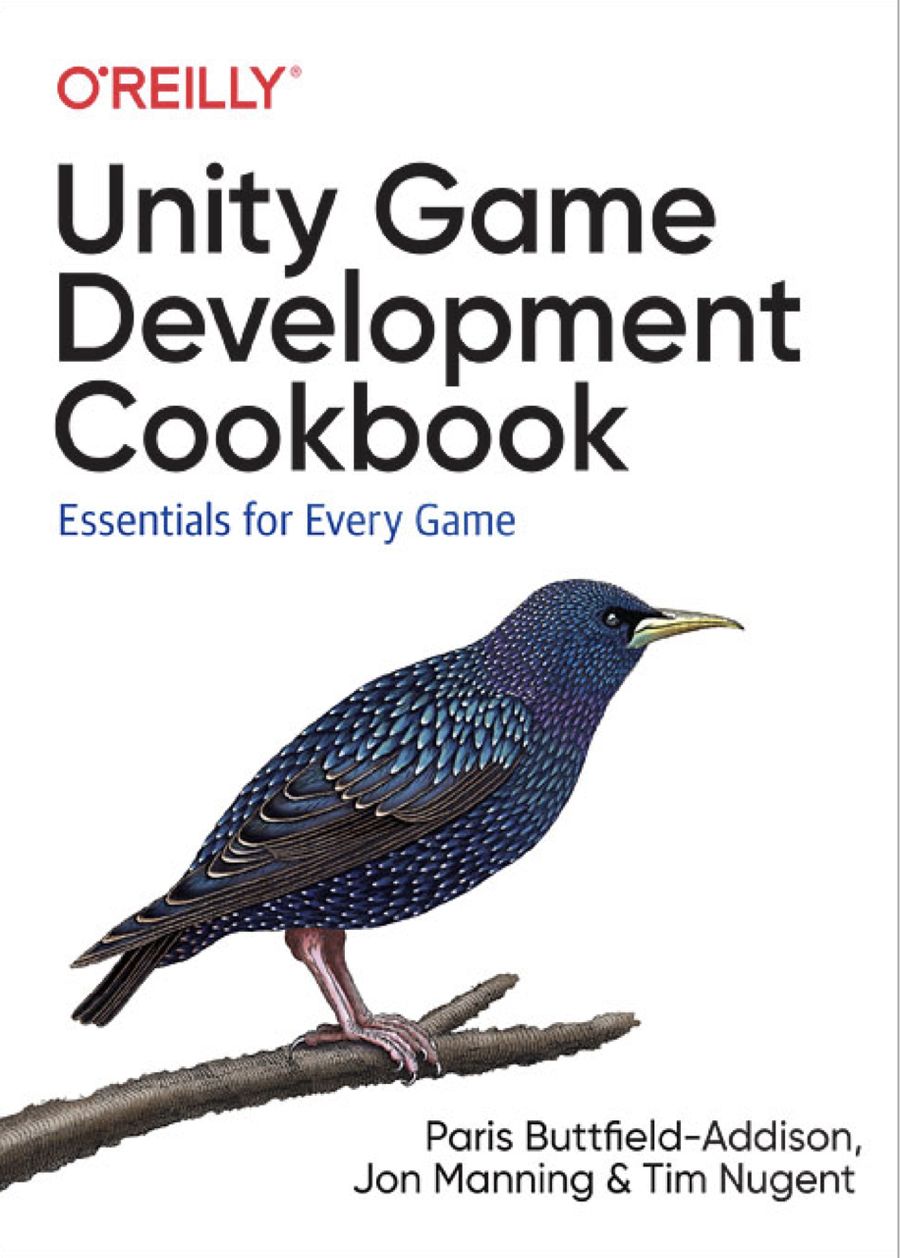 O'REILLY®
Unity Game
Development
Cookbook
Essentials for Every Game
Paris Buttfield-Addison,
Jon Manning & Tim Nugent